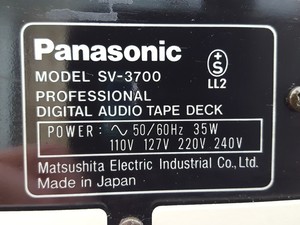 Panasonic
MODEL SV-3700
PROFESSIONAL
DIGITAL AUDIO TAPE DECK
S
LL2
POWER: ∿ 50/60Hz 35W
110V 127V 220V 240V
Matsushita Electric Industrial Co., Ltd.
Made in Japan